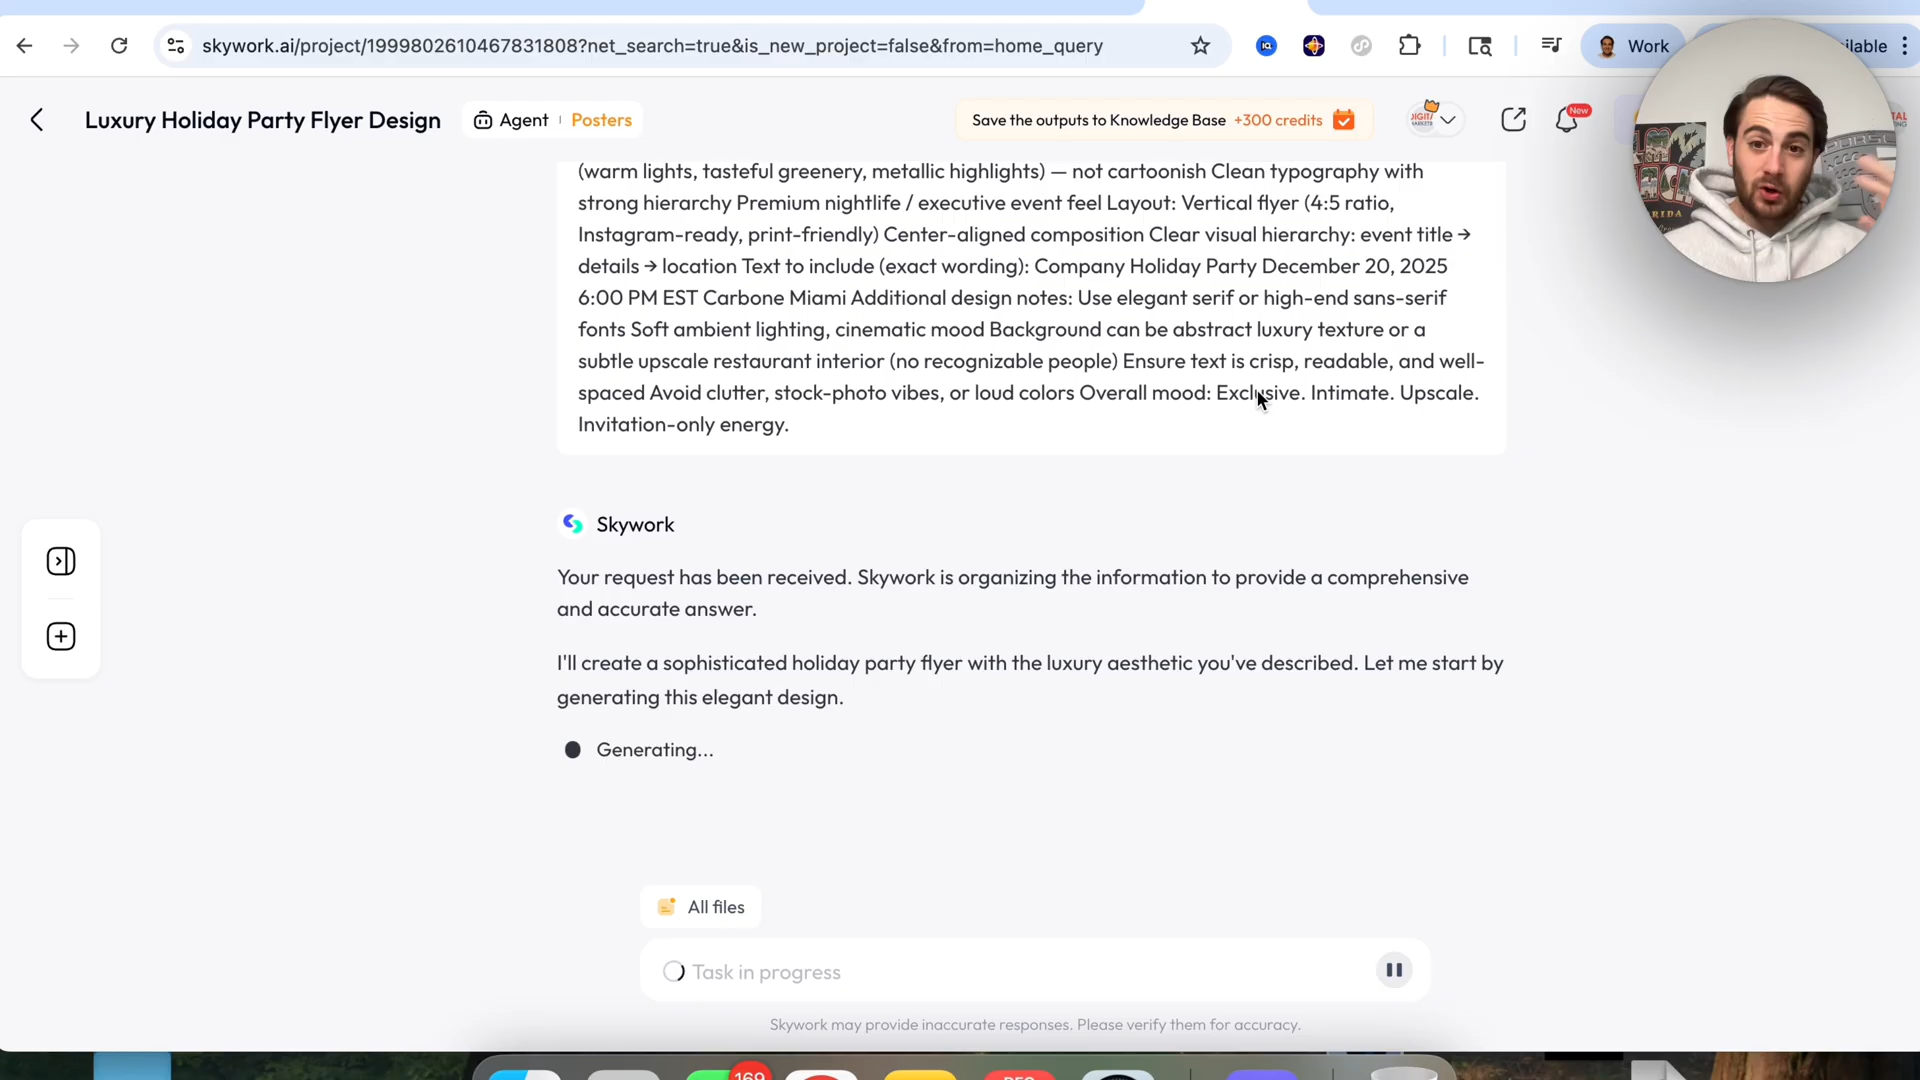 skywork.ai/project/1999802610467831808?net_search=true&is_new_project=false&from=home_query
Work
ilable
Luxury Holiday Party Flyer Design
Agent
Posters
Save the outputs to Knowledge Base +300 credits
New
(warm lights, tasteful greenery, metallic highlights) — not cartoonish Clean typography with
strong hierarchy Premium nightlife / executive event feel Layout: Vertical flyer (4:5 ratio,
Instagram-ready, print-friendly) Center-aligned composition Clear visual hierarchy: event title →
details → location Text to include (exact wording): Company Holiday Party December 20, 2025
6:00 PM EST Carbone Miami Additional design notes: Use elegant serif or high-end sans-serif
fonts Soft ambient lighting, cinematic mood Background can be abstract luxury texture or a
subtle upscale restaurant interior (no recognizable people) Ensure text is crisp, readable, and well-
spaced Avoid clutter, stock-photo vibes, or loud colors Overall mood: Exclusive. Intimate. Upscale.
Invitation-only energy.
Skywork
Your request has been received. Skywork is organizing the information to provide a comprehensive
and accurate answer.
I'll create a sophisticated holiday party flyer with the luxury aesthetic you've described. Let me start by
generating this elegant design.
Generating...
All files
Task in progress
Skywork may provide inaccurate responses. Please verify them for accuracy.
169